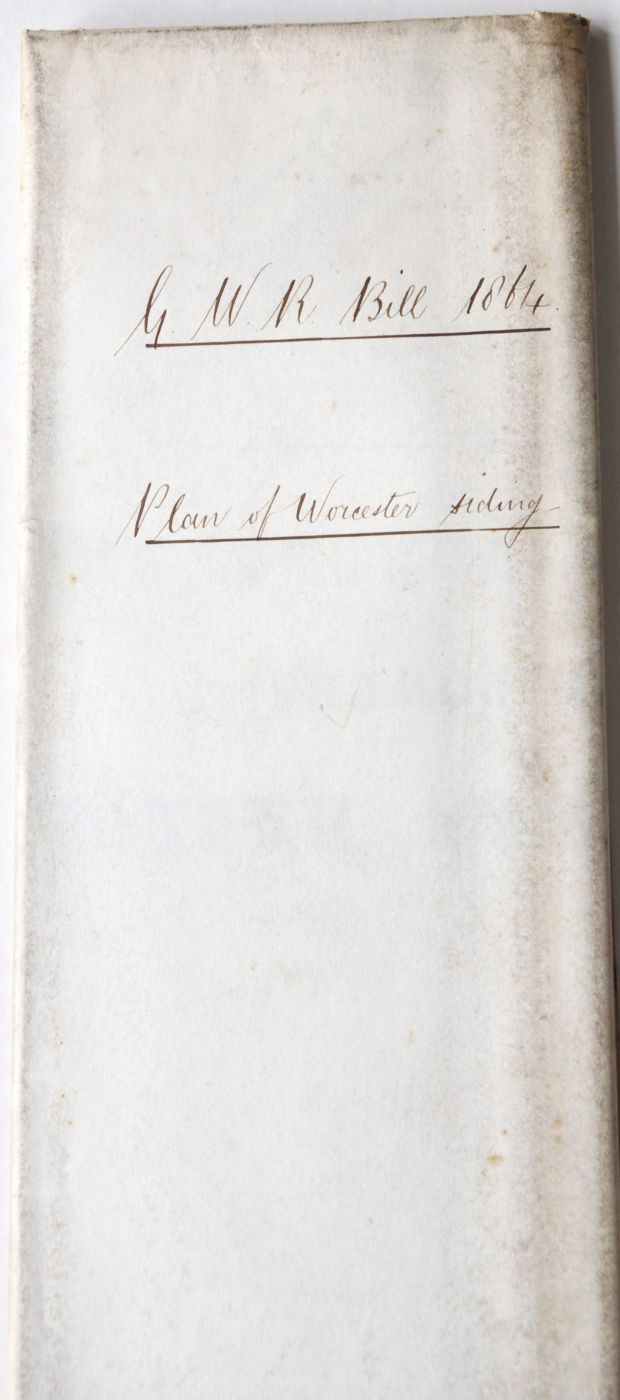 G. W. R. Bill 1864.
Plan of Worcester siding